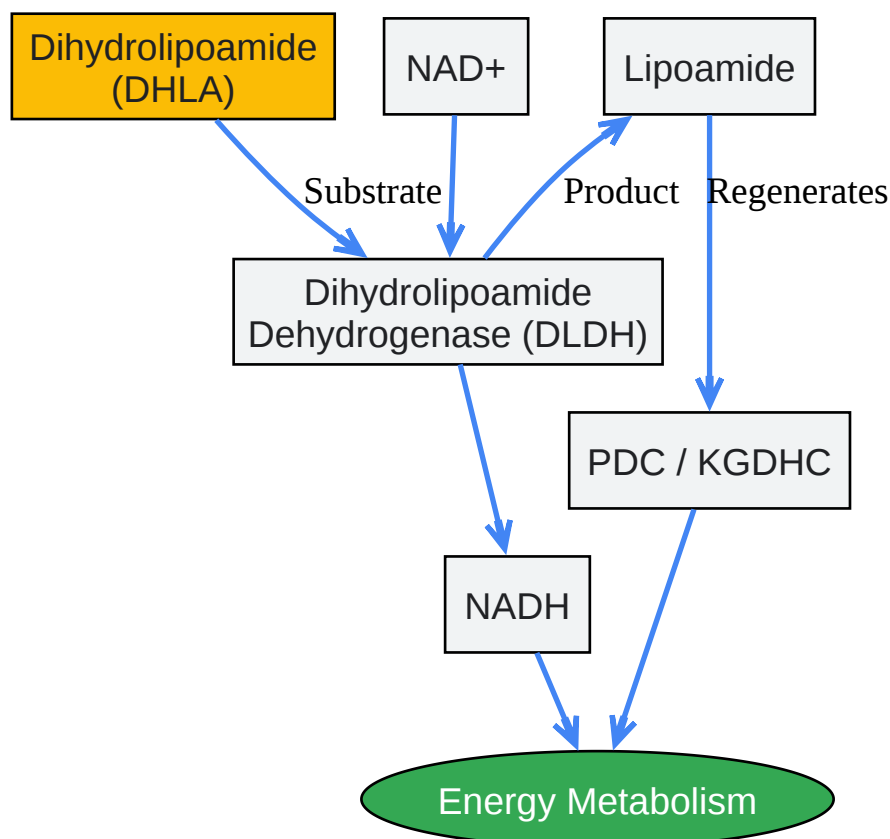 Dihydrolipoamide
(DHLA)
NAD+
Lipoamide
Substrate
Product
Regenerates
Dihydrolipoamide
Dehydrogenase (DLDH)
PDC / KGDHC
NADH
Energy Metabolism